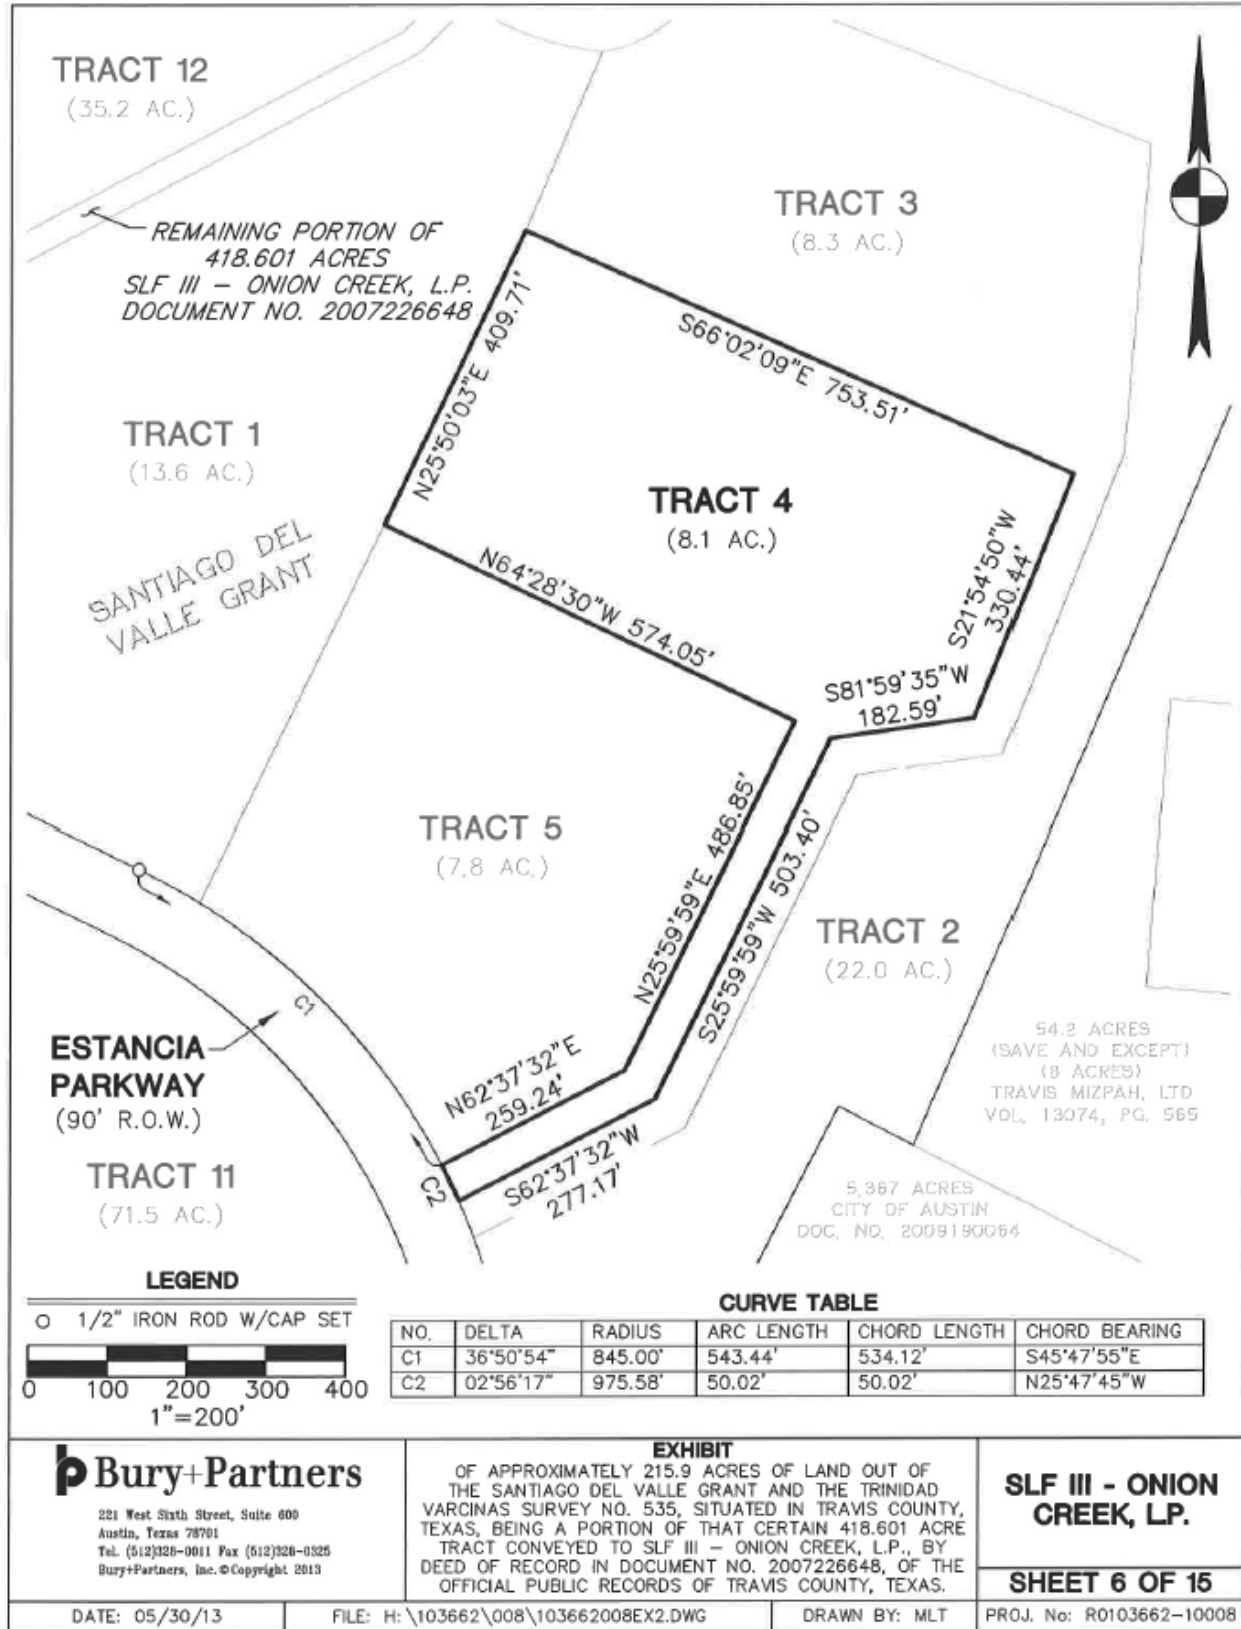 TRACT 12
(35.2 AC.)
REMAINING PORTION OF
418.601 ACRES
SLF III – ONION CREEK, L.P.
DOCUMENT NO. 2007226648
TRACT 3
(8.3 AC.)
N25°50'03"E 409.71'
S66°02'09"E 753.51'
TRACT 1
(13.6 AC.)
TRACT 4
(8.1 AC.)
SANTIAGO DEL
VALLE GRANT
N64°28'30"W 574.05'
S21°54'50"W
330.44'
S81°59'35"W
182.59'
TRACT 5
(7.8 AC.)
N25°59'59"E 486.85'
S25°59'59"W 503.40'
TRACT 2
(22.0 AC.)
C1
ESTANCIA
PARKWAY
(90' R.O.W.)
54.2 ACRES
(SAVE AND EXCEPT)
(8 ACRES)
TRAVIS MIZPAH, LTD
VOL. 13074, PG. 565
N62°37'32"E
259.24'
TRACT 11
(71.5 AC.)
C2
S62°37'32"W
277.17'
5.367 ACRES
CITY OF AUSTIN
DOC. NO. 2009190064
LEGEND
1/2" IRON ROD W/CAP SET
0 100 200 300 400
1"=200'
CURVE TABLE
NO. DELTA RADIUS ARC LENGTH CHORD LENGTH CHORD BEARING
C1 36°50'54" 845.00' 543.44' 534.12' S45°47'55"E
C2 02°56'17" 975.58' 50.02' 50.02' N25°47'45"W
Bury+Partners
221 West Sixth Street, Suite 600
Austin, Texas 78701
Tel. (512)328-0011 Fax (512)328-0325
Bury+Partners, Inc. ©Copyright 2013
EXHIBIT
OF APPROXIMATELY 215.9 ACRES OF LAND OUT OF
THE SANTIAGO DEL VALLE GRANT AND THE TRINIDAD
VARCINAS SURVEY NO. 535, SITUATED IN TRAVIS COUNTY,
TEXAS, BEING A PORTION OF THAT CERTAIN 418.601 ACRE
TRACT CONVEYED TO SLF III – ONION CREEK, L.P., BY
DEED OF RECORD IN DOCUMENT NO. 2007226648, OF THE
OFFICIAL PUBLIC RECORDS OF TRAVIS COUNTY, TEXAS.
SLF III - ONION
CREEK, LP.
SHEET 6 OF 15
DATE: 05/30/13
FILE: H:\103662\008\103662008EX2.DWG
DRAWN BY: MLT
PROJ. No: R0103662-10008